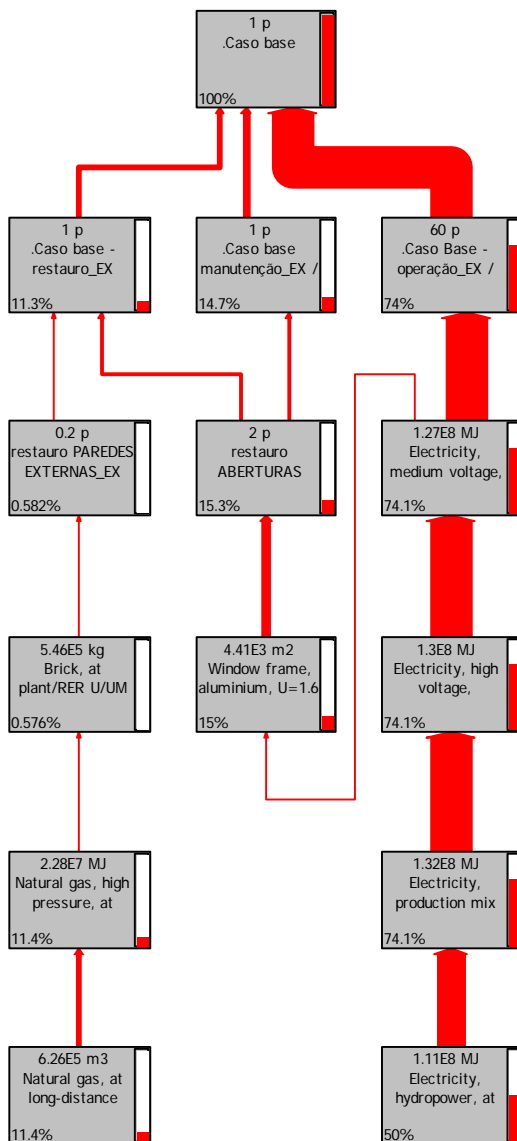 1 p
.Caso base
100%
1 p
.Caso base -
restauro_EX
11.3%
1 p
.Caso base
manutenção_EX /
14.7%
60 p
.Caso Base -
operação_EX /
74%
0.2 p
restauro PAREDES
EXTERNAS_EX
0.582%
2 p
restauro
ABERTURAS
15.3%
1.27E8 MJ
Electricity,
medium voltage,
74.1%
5.46E5 kg
Brick, at
plant/RER U/UM
0.576%
4.41E3 m2
Window frame,
aluminium, U=1.6
15%
1.3E8 MJ
Electricity, high
voltage,
74.1%
2.28E7 MJ
Natural gas, high
pressure, at
11.4%
1.32E8 MJ
Electricity,
production mix
74.1%
6.26E5 m3
Natural gas, at
long-distance
11.4%
1.11E8 MJ
Electricity,
hydropower, at
50%